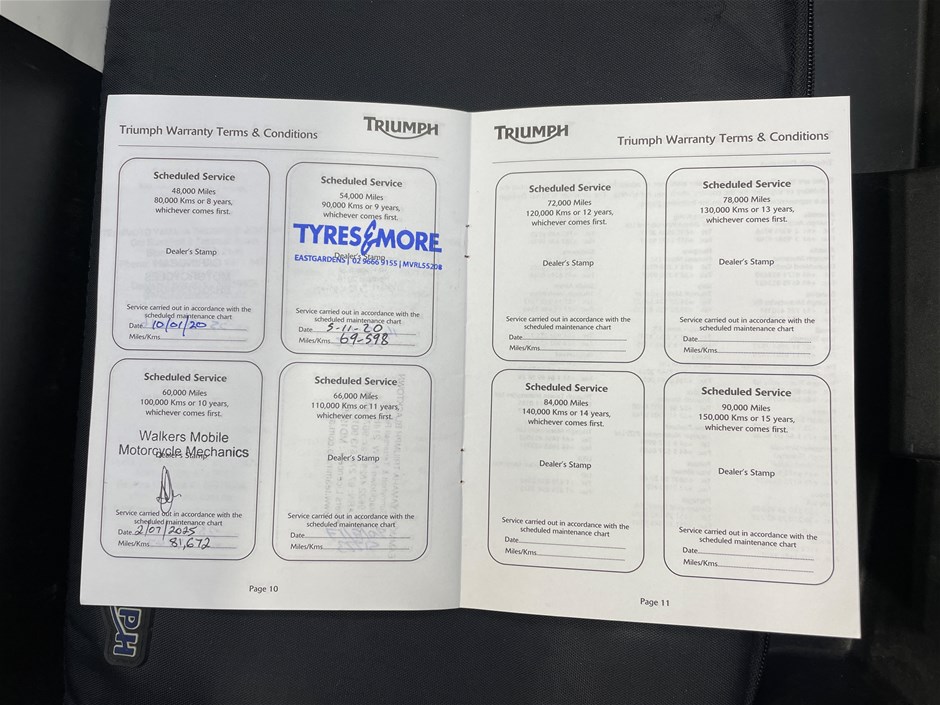 Triumph Warranty Terms & Conditions
TRIUMPH
Scheduled Service
48,000 Miles
80,000 Kms or 8 years,
whichever comes first.
Dealer's Stamp
Service carried out in accordance with the
scheduled maintenance chart
Date 10/01/20
Miles/Kms
Scheduled Service
54,000 Miles
90,000 Kms or 9 years,
whichever comes first.
TYRES&MORE
Dealer's Stamp
EASTGARDENS | 02 9666 9155 | MVRL55208
Service carried out in accordance with the
scheduled maintenance chart
Date 5-11-20
Miles/Kms 69-598
Scheduled Service
60,000 Miles
100,000 Kms or 10 years,
whichever comes first.
Walkers Mobile
Motorcycle Mechanics
Dealer's Stamp
Service carried out in accordance with the
scheduled maintenance chart
Date 2/07/2025
Miles/Kms 81,672
Scheduled Service
66,000 Miles
110,000 Kms or 11 years,
whichever comes first.
Dealer's Stamp
Service carried out in accordance with the
scheduled maintenance chart
Date
Miles/Kms
Page 10
TRIUMPH
Triumph Warranty Terms & Conditions
Scheduled Service
72,000 Miles
120,000 Kms or 12 years,
whichever comes first.
Dealer's Stamp
Service carried out in accordance with the
scheduled maintenance chart
Date
Miles/Kms
Scheduled Service
78,000 Miles
130,000 Kms or 13 years,
whichever comes first.
Dealer's Stamp
Service carried out in accordance with the
scheduled maintenance chart
Date
Miles/Kms
Scheduled Service
84,000 Miles
140,000 Kms or 14 years,
whichever comes first.
Dealer's Stamp
Service carried out in accordance with the
scheduled maintenance chart
Date
Miles/Kms
Scheduled Service
90,000 Miles
150,000 Kms or 15 years,
whichever comes first.
Dealer's Stamp
Service carried out in accordance with the
scheduled maintenance chart
Date
Miles/Kms
Page 11
PH